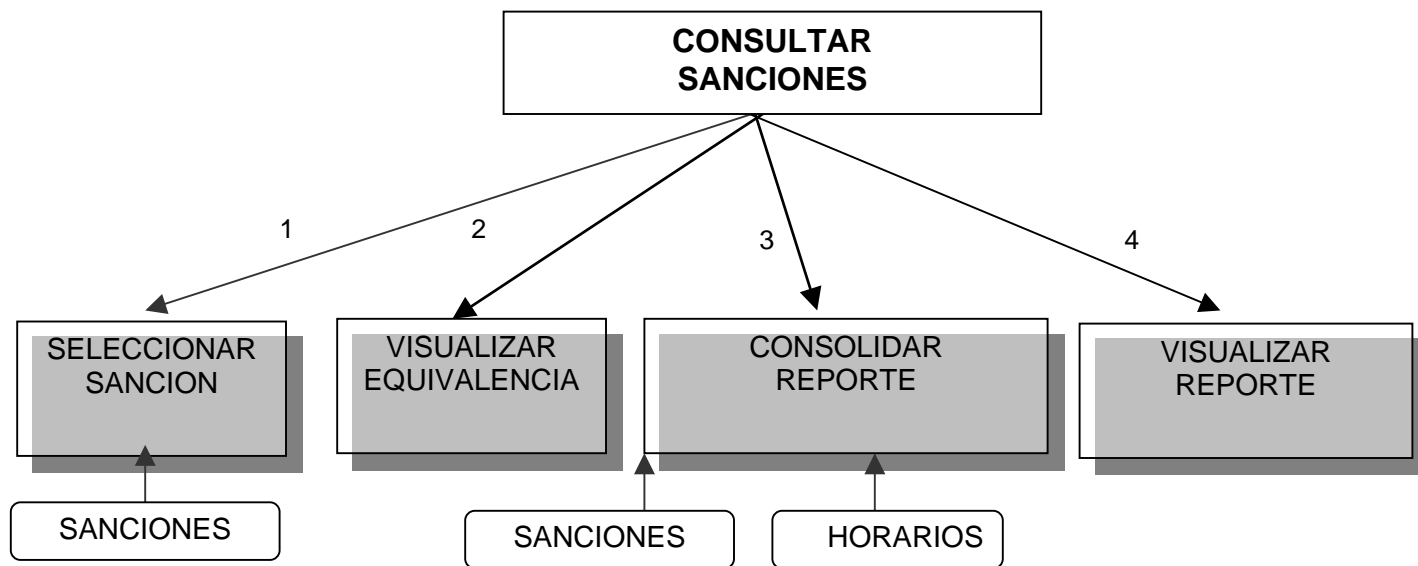 CONSULTAR
SANCIONES
1
2
3
4
SELECCIONAR
SANCION
VISUALIZAR
EQUIVALENCIA
CONSOLIDAR
REPORTE
VISUALIZAR
REPORTE
SANCIONES
SANCIONES
HORARIOS